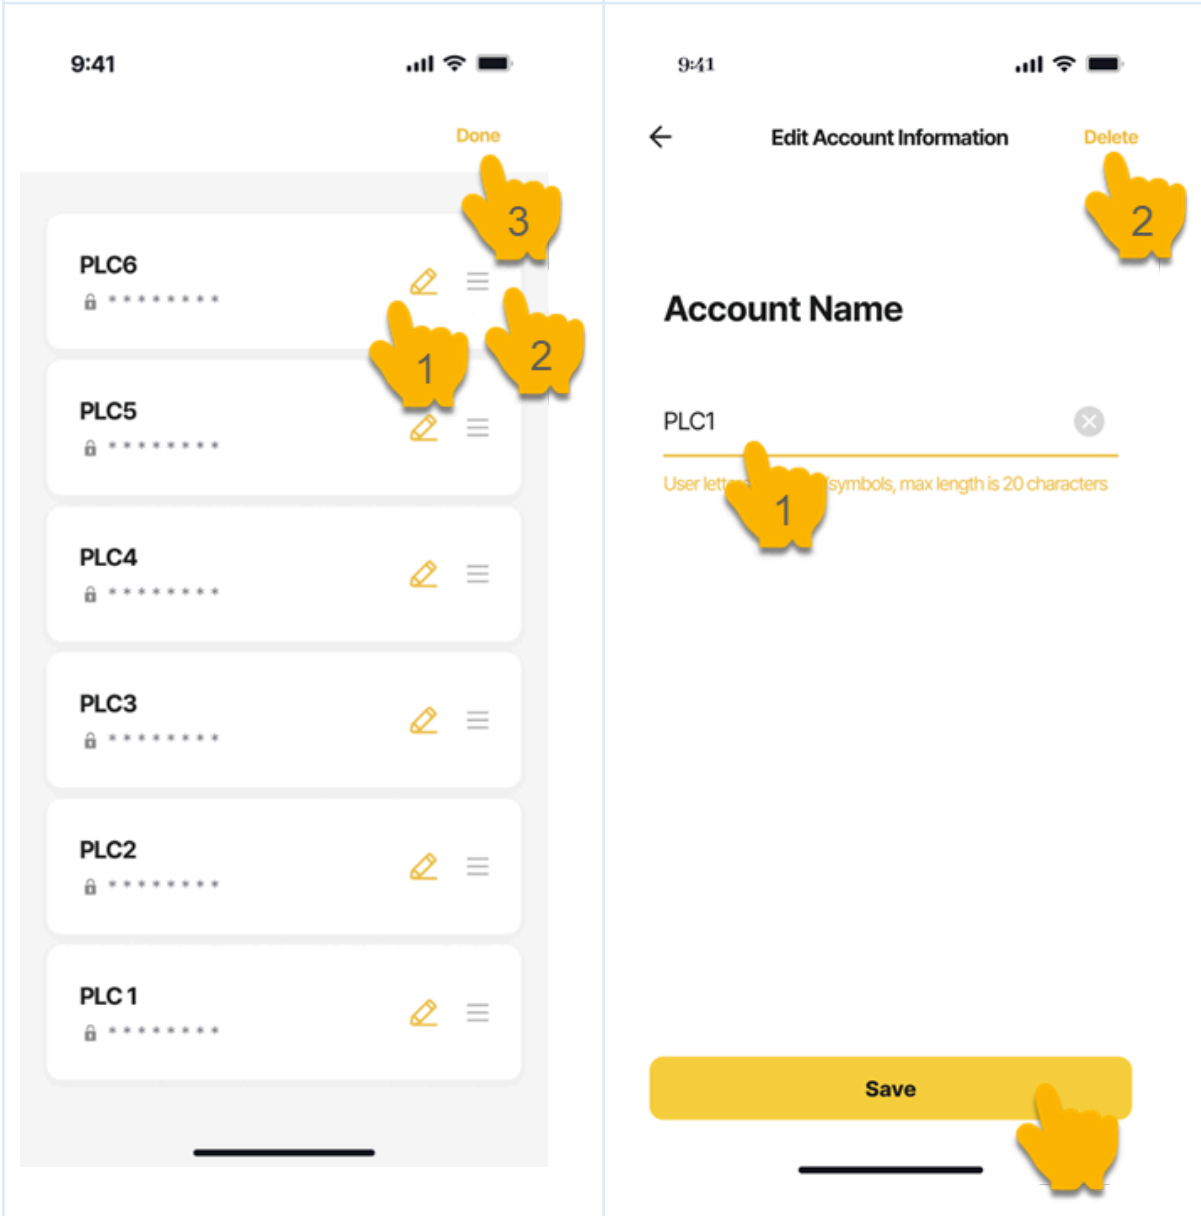 9:41
Done
3
PLC6
* * * * * * * *
1
2
PLC5
* * * * * * * *
PLC4
* * * * * * * *
PLC3
* * * * * * * *
PLC2
* * * * * * * *
PLC 1
* * * * * * * *
9:41
Edit Account Information
Delete
2
Account Name
PLC1
User /symbols, max length is 20 characters
1
Save